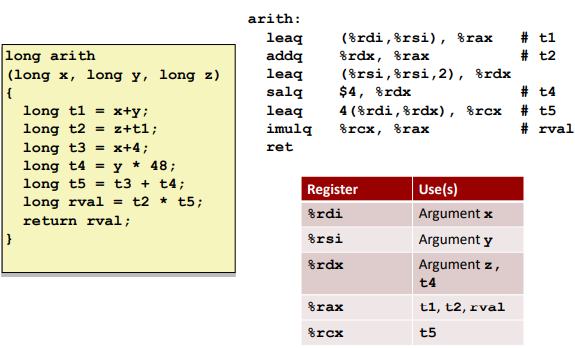 long arith
(long x, long y, long z)
{
  long t1 = x+y;
  long t2 = z+t1;
  long t3 = x+4;
  long t4 = y * 48;
  long t5 = t3 + t4;
  long rval = t2 * t5;
  return rval;
}
arith:
  leaq    (%rdi,%rsi), %rax   # t1
  addq    %rdx, %rax          # t2
  leaq    (%rsi,%rsi,2), %rdx
  salq    $4, %rdx            # t4
  leaq    4(%rdi,%rdx), %rcx  # t5
  imulq   %rcx, %rax          # rval
  ret
Register Use(s)
%rdi Argument x
%rsi Argument y
%rdx Argument z,
t4
%rax t1, t2, rval
%rcx t5